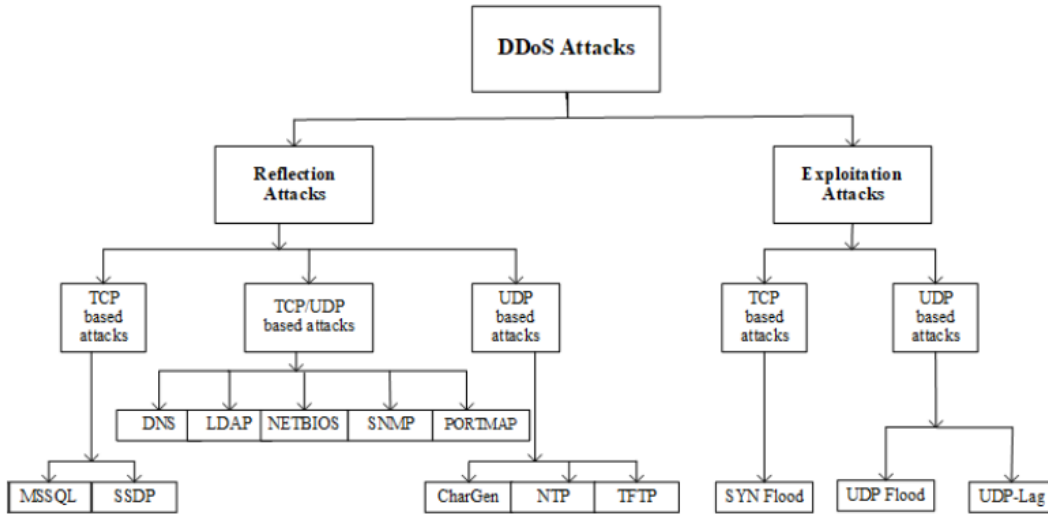 DDoS Attacks
Reflection
Attacks
Exploitation
Attacks
TCP
based
attacks
TCP/UDP
based attacks
UDP
based
attacks
TCP
based
attacks
UDP
based
attacks
DNS
LDAP
NETBIOS
SNMP
PORTMAP
MSSQL
SSDP
CharGen
NTP
TFTP
SYN Flood
UDP Flood
UDP-Lag